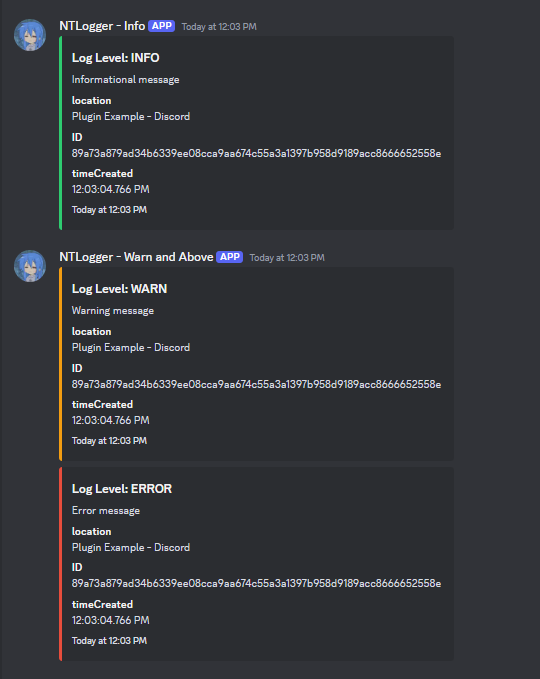 NTLogger - Info APP Today at 12:03 PM
Log Level: INFO
Informational message
location
Plugin Example - Discord
ID
89a73a879ad34b6339ee08cca9aa674c55a3a1397b958d9189acc8666652558e
timeCreated
12:03:04.766 PM
Today at 12:03 PM
NTLogger - Warn and Above APP Today at 12:03 PM
Log Level: WARN
Warning message
location
Plugin Example - Discord
ID
89a73a879ad34b6339ee08cca9aa674c55a3a1397b958d9189acc8666652558e
timeCreated
12:03:04.766 PM
Today at 12:03 PM
Log Level: ERROR
Error message
location
Plugin Example - Discord
ID
89a73a879ad34b6339ee08cca9aa674c55a3a1397b958d9189acc8666652558e
timeCreated
12:03:04.766 PM
Today at 12:03 PM